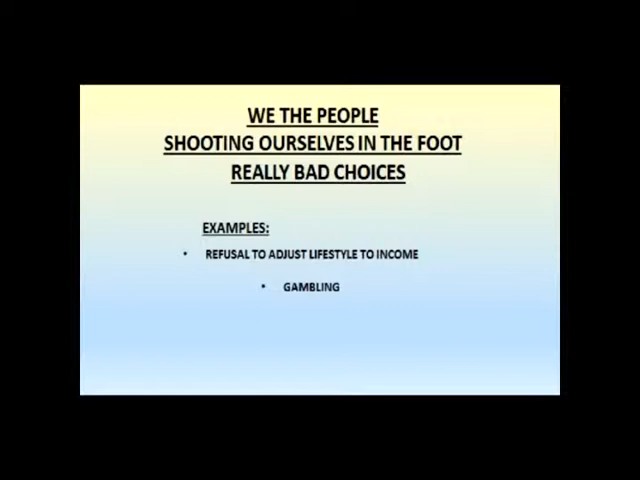 WE THE PEOPLE
SHOOTING OURSELVES IN THE FOOT
REALLY BAD CHOICES
EXAMPLES:
• REFUSAL TO ADJUST LIFESTYLE TO INCOME
• GAMBLING